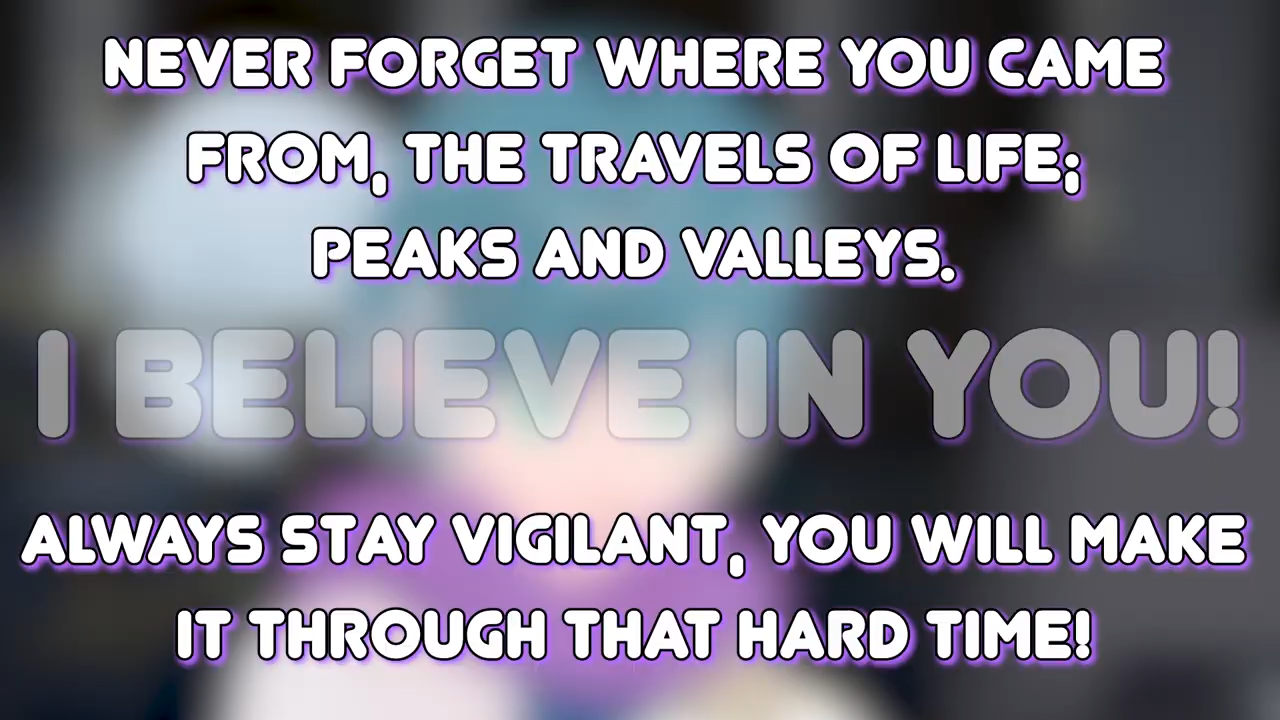 NEVER FORGET WHERE YOU CAME
FROM, THE TRAVELS OF LIFE;
PEAKS AND VALLEYS.
I BELIEVE IN YOU!
ALWAYS STAY VIGILANT, YOU WILL MAKE
IT THROUGH THAT HARD TIME!